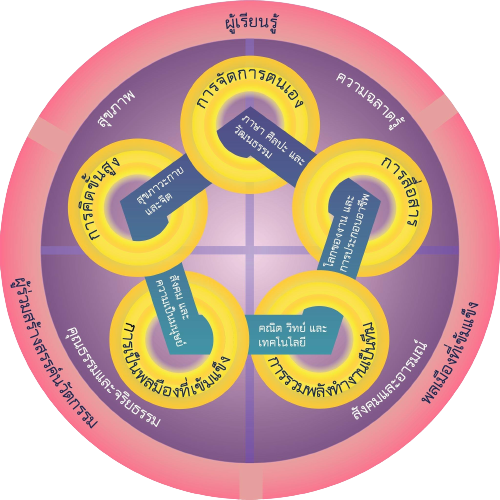 ผู้เรียนรู้
สุขภาพ
ความฉลาดรู้
การจัดการตนเอง
ภาษา ศิลปะ และ
วัฒนธรรม
การคิดขั้นสูง
สุขภาวะกาย
และจิต
การสื่อสาร
โลกของงาน และ
การประกอบอาชีพ
สังคม และ
ความเป็นมนุษย์
คณิต วิทย์ และ
เทคโนโลยี
การเป็นพลเมืองที่เข้มแข็ง
การรวมพลังทำงานเป็นทีม
คุณธรรมและจริยธรรม
สังคมและอารมณ์
ผู้ร่วมสร้างสรรค์นวัตกรรม
พลเมืองที่เข้มแข็ง